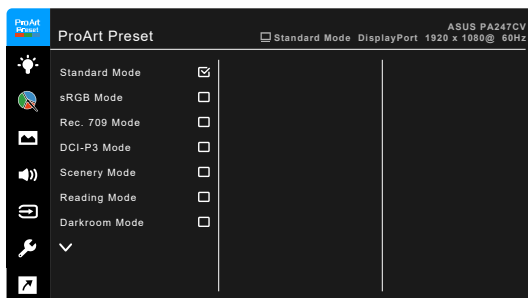 ProArt
Preset
ProArt Preset
ASUS PA247CV
Standard Mode DisplayPort 1920 x 1080@ 60Hz
Standard Mode
sRGB Mode
Rec. 709 Mode
DCI-P3 Mode
Scenery Mode
Reading Mode
Darkroom Mode